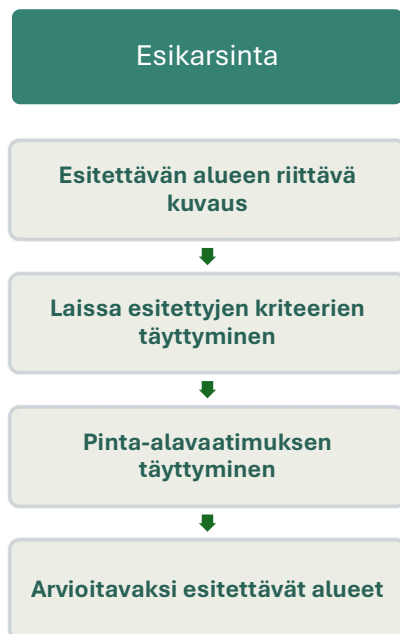 Esikarsinta
Esitettävän alueen riittävä
kuvaus
Laissa esitettyjen kriteerien
täyttyminen
Pinta-alavaatimuksen
täyttyminen
Arvioitavaksi esitettävät alueet